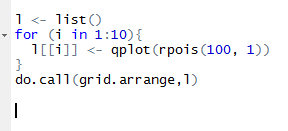 l <- list()
for (i in 1:10){
l[[i]] <- qplot(rpois(100, 1))
}
do.call(grid.arrange,l)